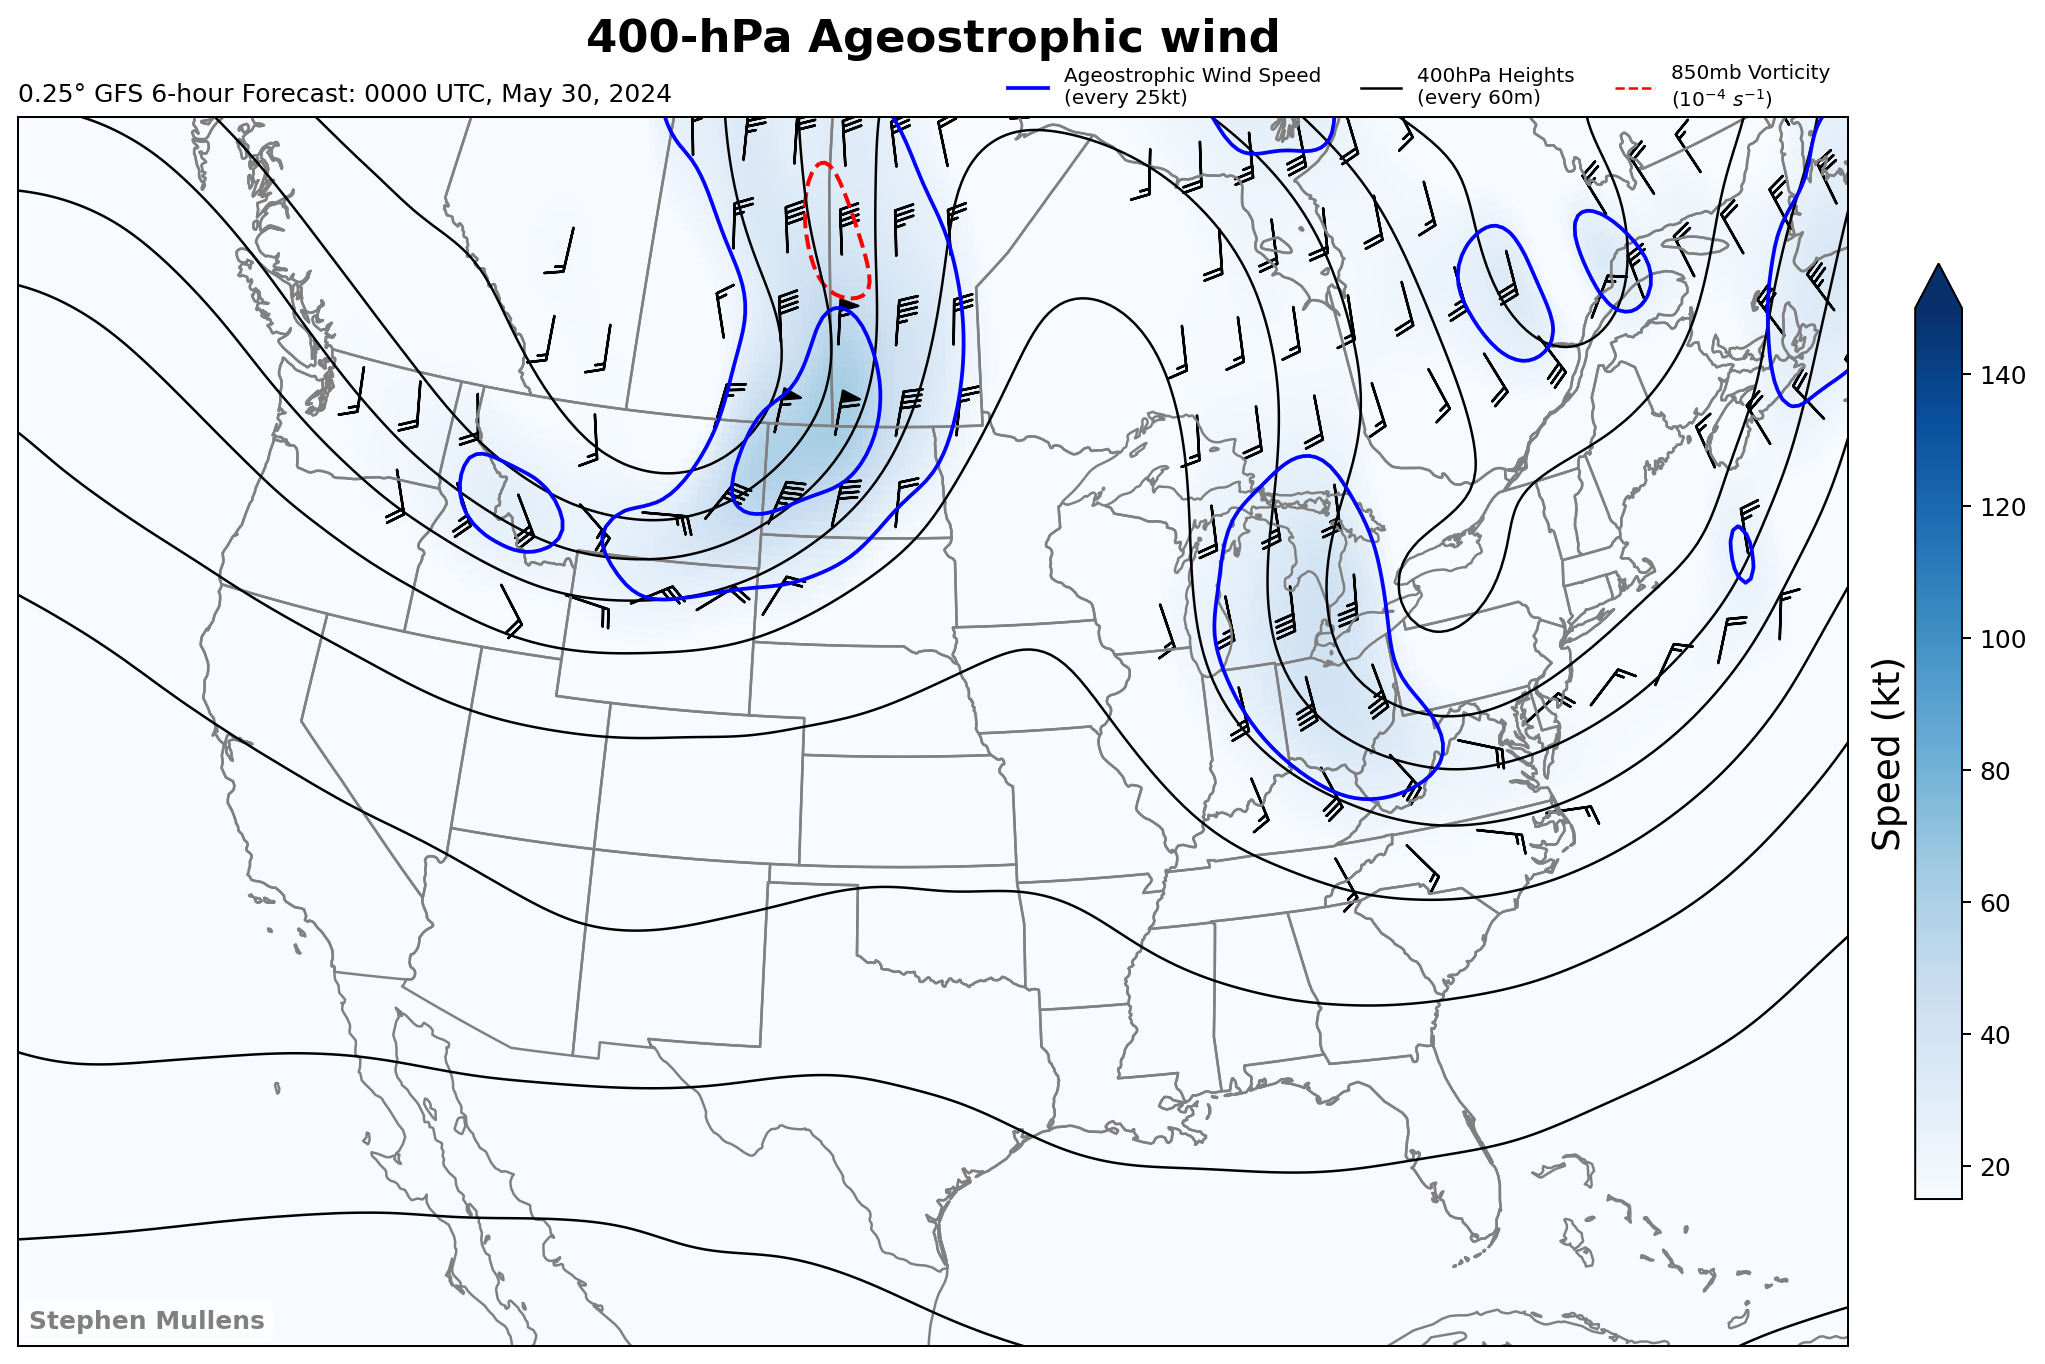 400-hPa Ageostrophic wind
0.25° GFS 6-hour Forecast: 0000 UTC, May 30, 2024
Ageostrophic Wind Speed
(every 25kt)
400hPa Heights
(every 60m)
850mb Vorticity
(10⁻⁴ s⁻¹)
140
120
100
80
60
40
20
Speed (kt)
Stephen Mullens